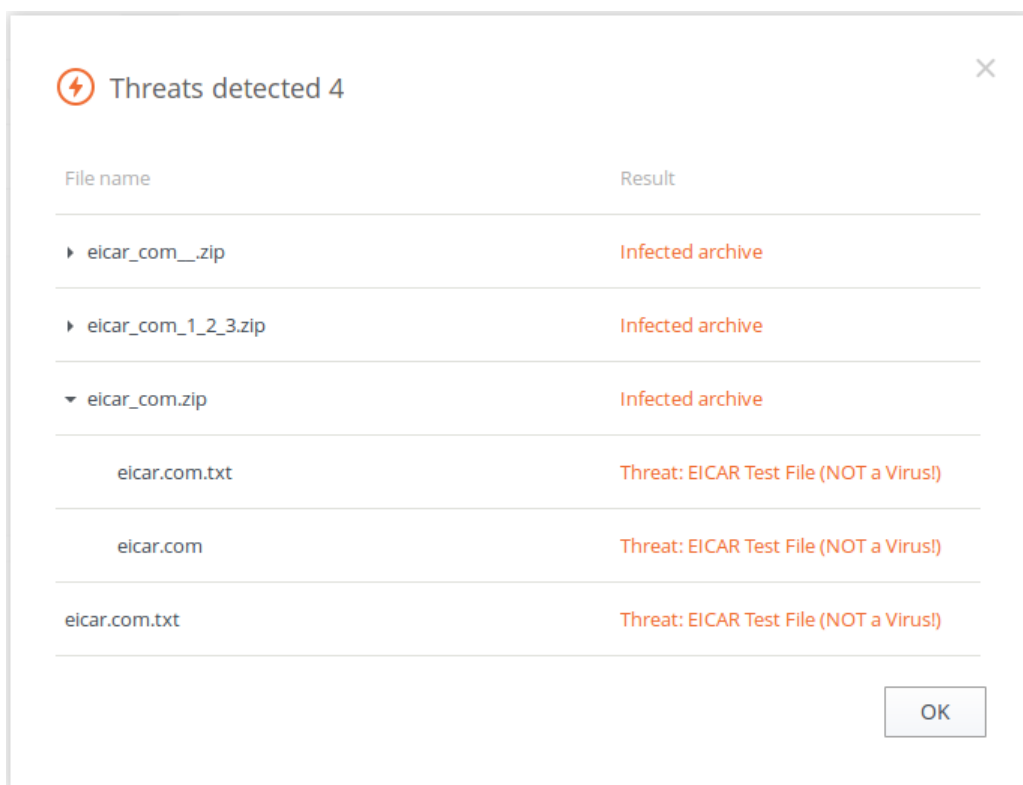 Threats detected 4
File name Result
eicar_com__.zip Infected archive
eicar_com_1_2_3.zip Infected archive
eicar_com.zip Infected archive
eicar.com.txt Threat: EICAR Test File (NOT a Virus!)
eicar.com Threat: EICAR Test File (NOT a Virus!)
eicar.com.txt Threat: EICAR Test File (NOT a Virus!)
OK